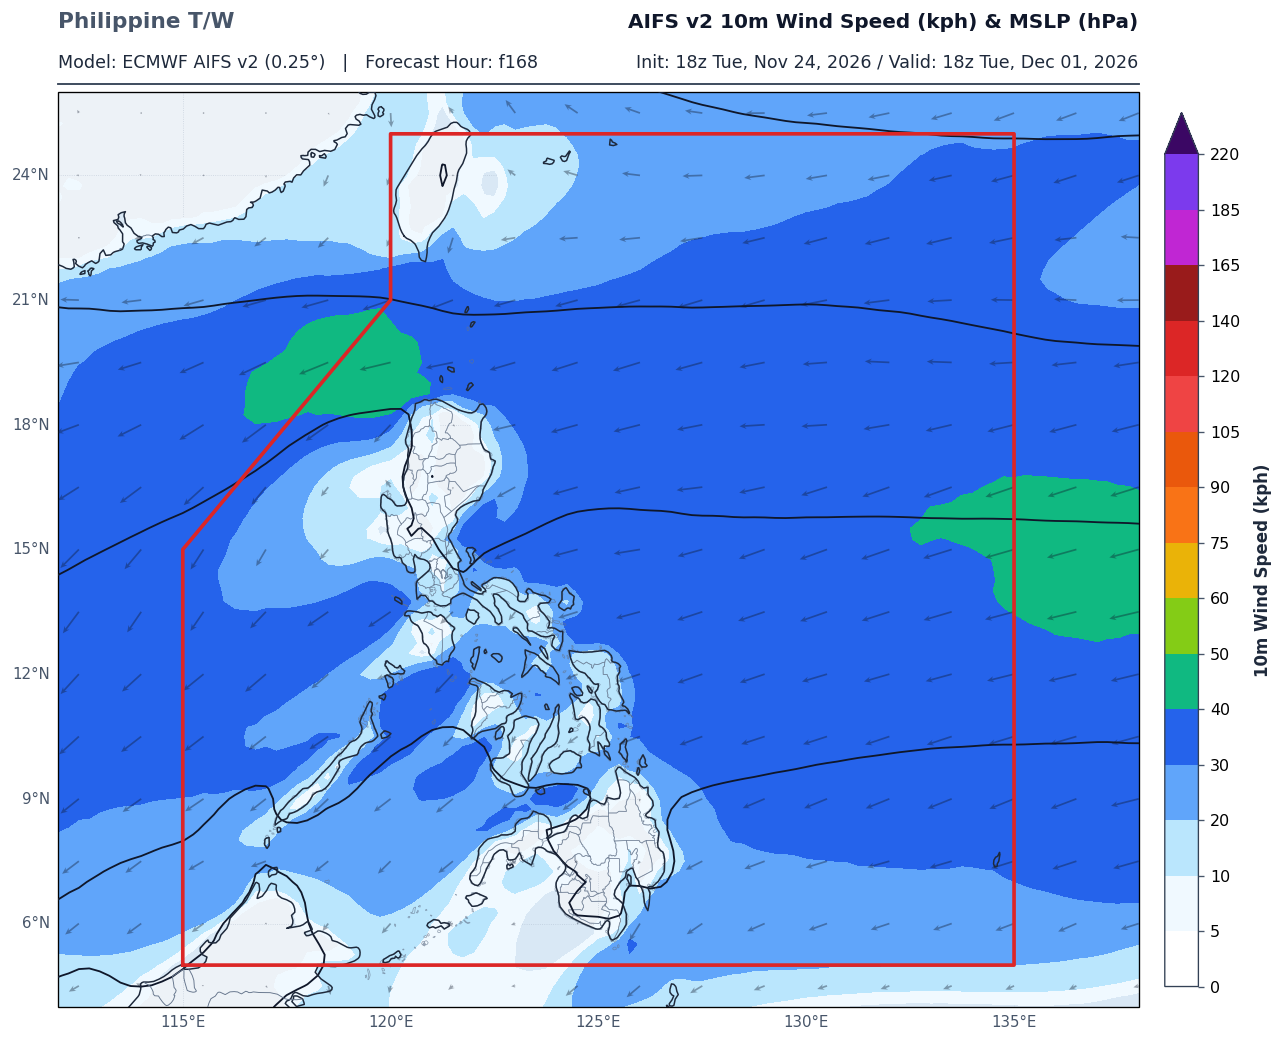 Philippine T/W
AIFS v2 10m Wind Speed (kph) & MSLP (hPa)
Model: ECMWF AIFS v2 (0.25°) | Forecast Hour: f168
Init: 18z Tue, Nov 24, 2026 / Valid: 18z Tue, Dec 01, 2026
24°N
21°N
18°N
15°N
12°N
9°N
6°N
115°E
120°E
125°E
130°E
135°E
220
185
165
140
120
105
90
75
60
50
40
30
20
10
5
0
10m Wind Speed (kph)